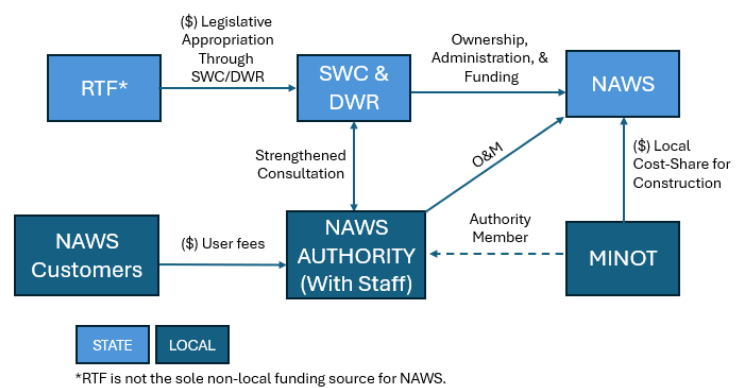 ($) Legislative
Appropriation
Through
SWC/DWR
Ownership,
Administration, &
Funding
RTF*
SWC &
DWR
NAWS
Strengthened
Consultation
O&M
($) Local
Cost-Share for
Construction
NAWS
Customers
($) User fees
NAWS
AUTHORITY
(With Staff)
Authority
Member
MINOT
STATE
LOCAL
*RTF is not the sole non-local funding source for NAWS.